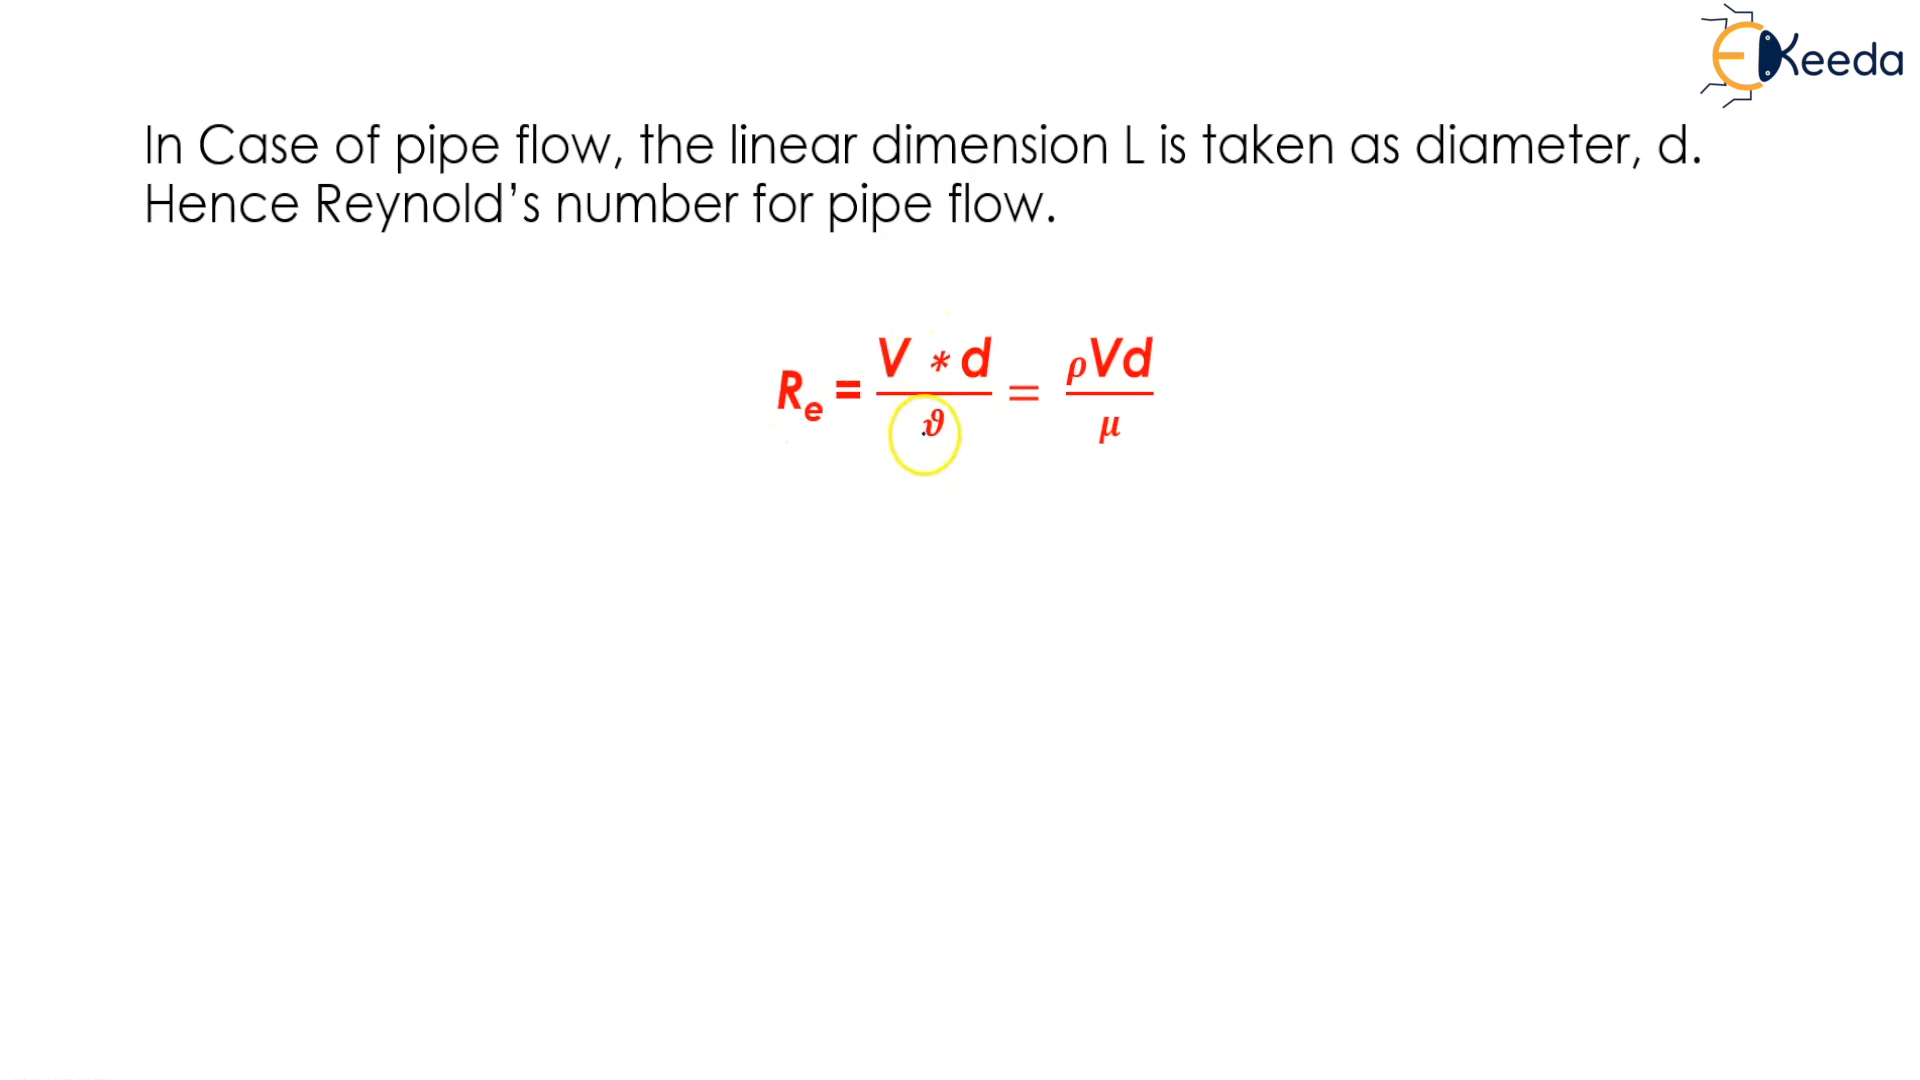 EKeeda
In Case of pipe flow, the linear dimension L is taken as diameter, d.
Hence Reynold’s number for pipe flow.
Re = V * d / ϑ = ρVd / μ